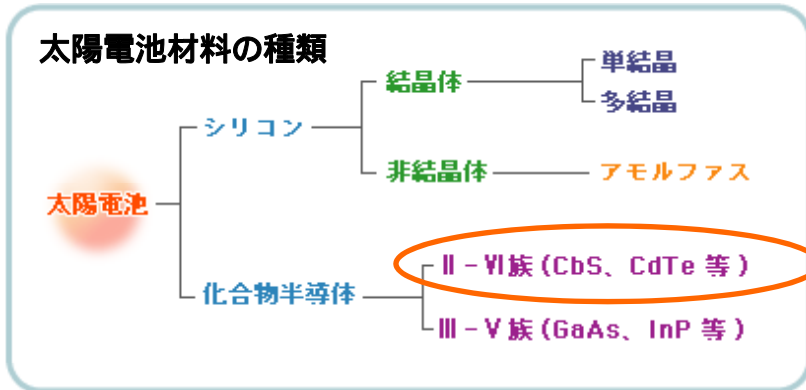 太陽電池材料の種類
単結晶
結晶体
多結晶
シリコン
非結晶体
アモルファス
太陽電池
Ⅱ－Ⅵ族(CbS、CdTe 等)
化合物半導体
Ⅲ－Ⅴ族(GaAs、InP 等)